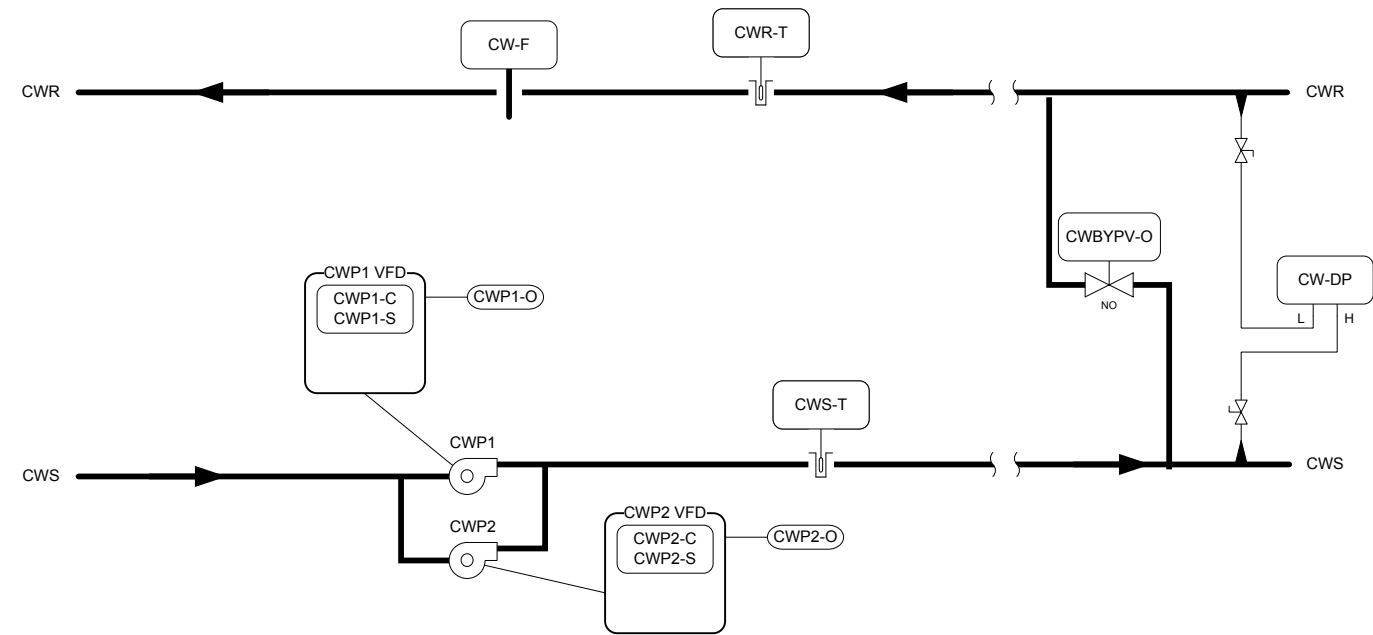 CW-F
CWR-T
CWR
CWR
CWBYPV-O
NO
CW-DP
L
H
CWP1 VFD
CWP1-C
CWP1-S
CWP1-O
CWS-T
CWP1
CWS
CWS
CWP2
CWP2 VFD
CWP2-C
CWP2-S
CWP2-O